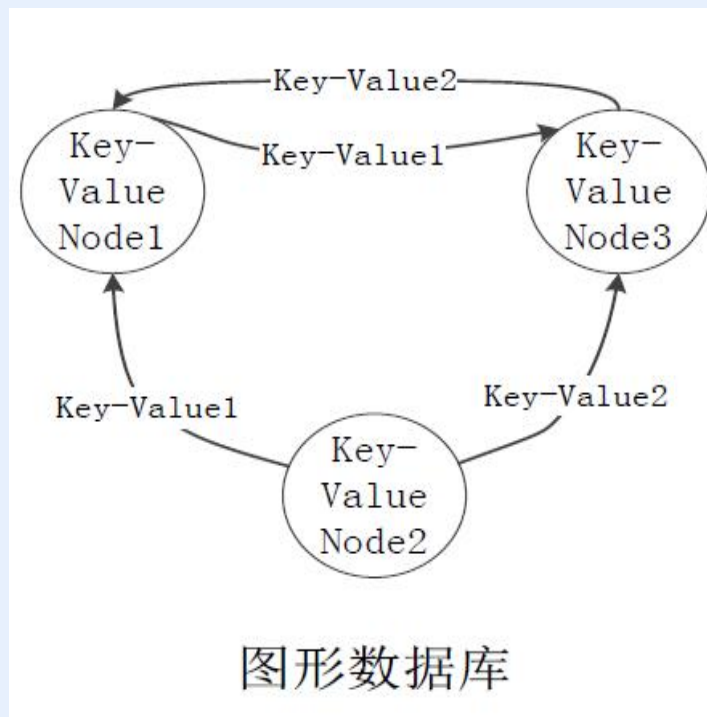 Key-Value2
Key-Value1
Key-
Value
Node1
Key-
Value
Node3
Key-Value1
Key-Value2
Key-
Value
Node2
图形数据库